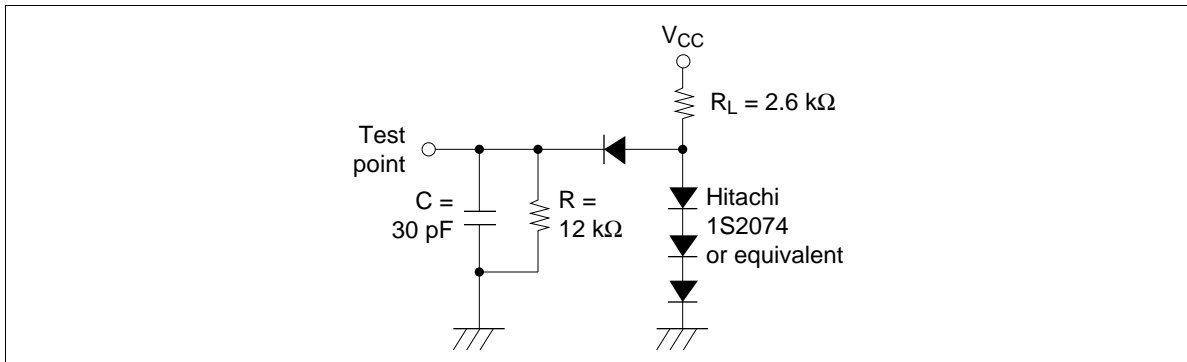 VCC
RL = 2.6 kΩ
Test
point
C =
30 pF
R =
12 kΩ
Hitachi
1S2074
or equivalent